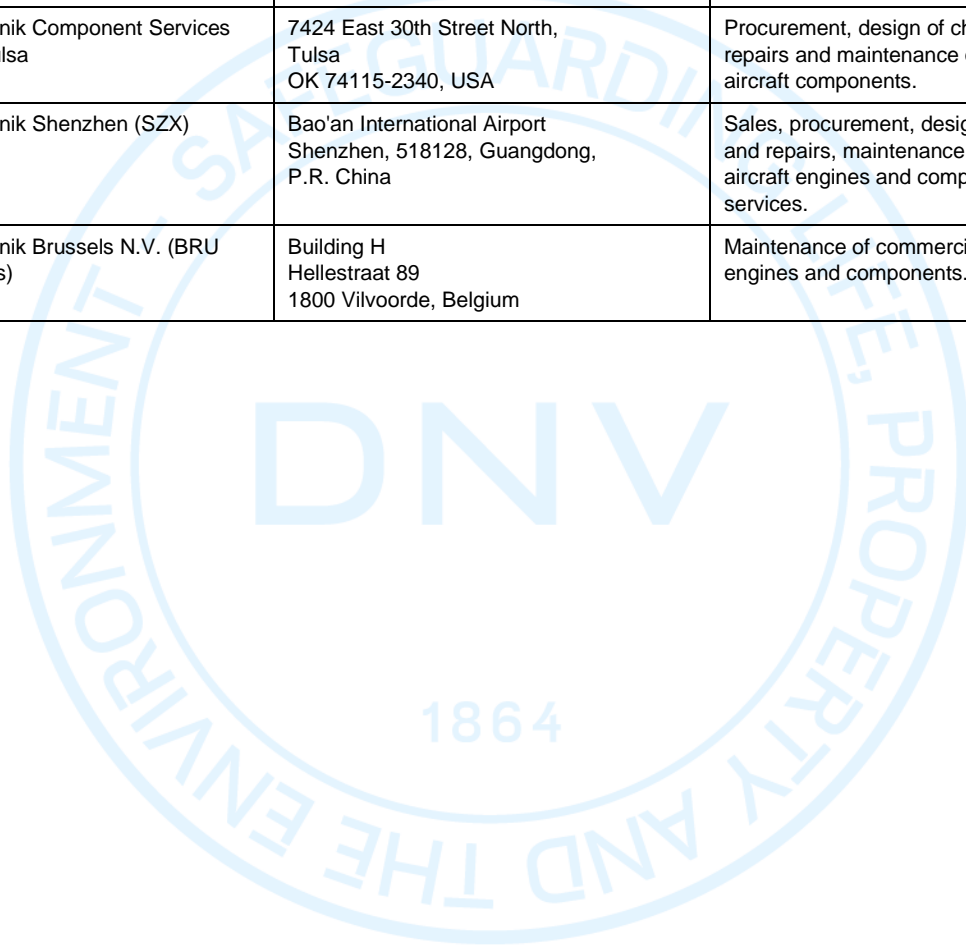 nik Component Services
ulsa
7424 East 30th Street North,
Tulsa
OK 74115-2340, USA
Procurement, design of ch
repairs and maintenance
aircraft components.
nik Shenzhen (SZX)
Bao'an International Airport
Shenzhen, 518128, Guangdong,
P.R. China
Sales, procurement, desig
and repairs, maintenance
aircraft engines and comp
services.
nik Brussels N.V. (BRU
s)
Building H
Hellestraat 89
1800 Vilvoorde, Belgium
Maintenance of commerci
engines and components.
SAFEGUARDING LIFE, PROPERTY AND THE ENVIRONMENT
DNV
1864